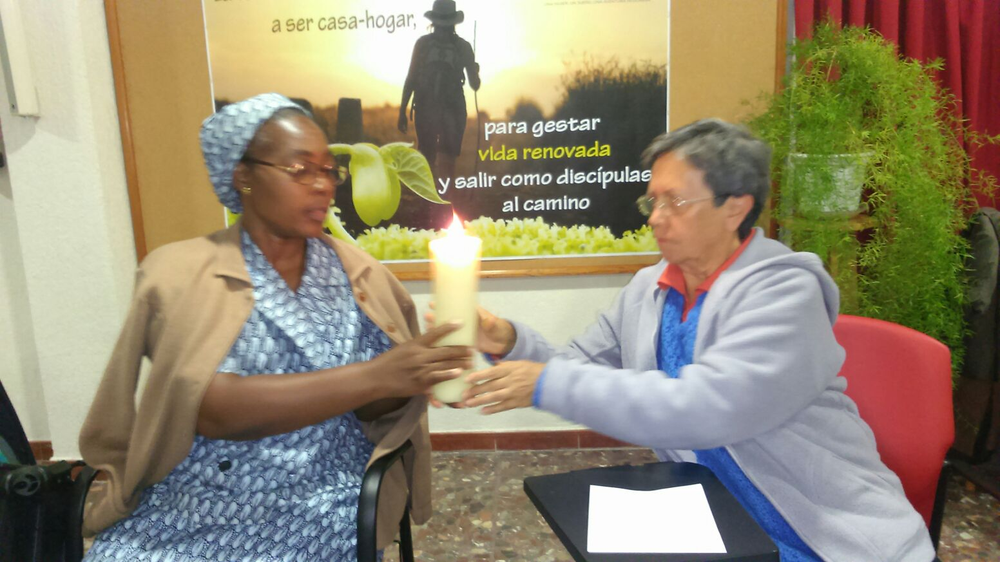 a ser casa-hogar,
para gestar
vida renovada
y salir como discípulas
al camino